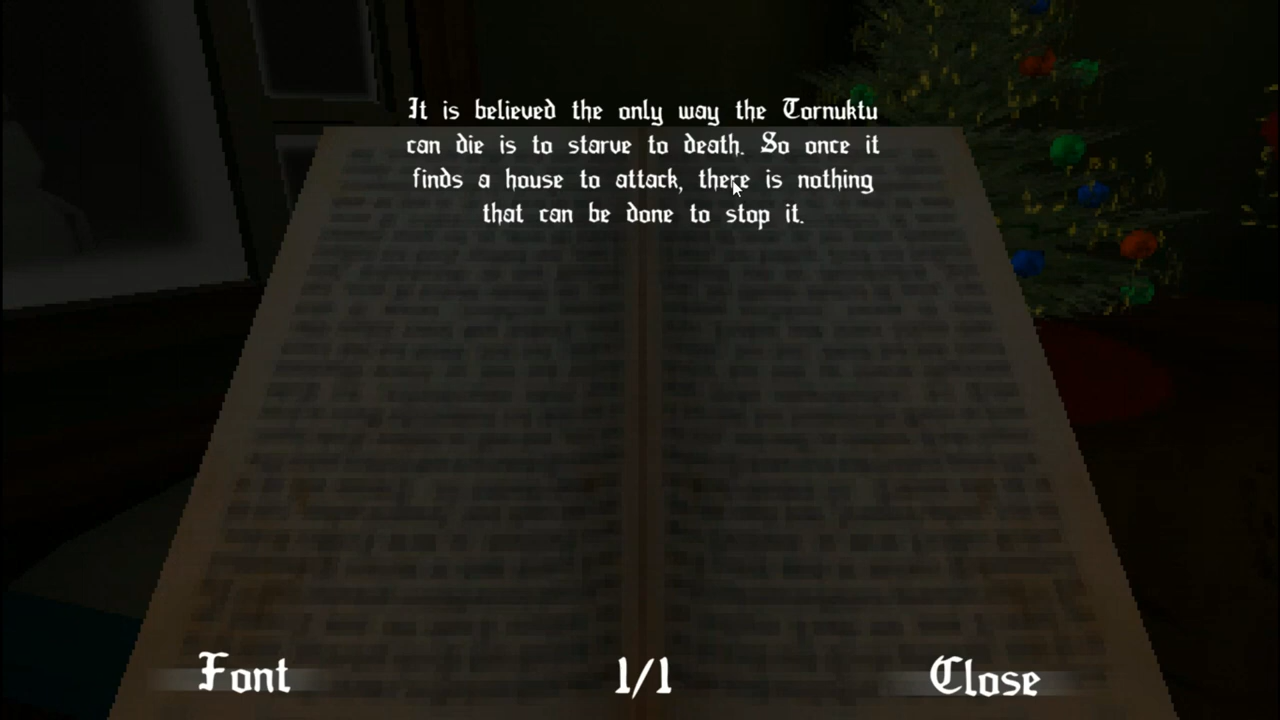 It is believed the only way the Tornuktu
can die is to starve to death. So once it
finds a house to attack, there is nothing
that can be done to stop it.
Font
1/1
Close